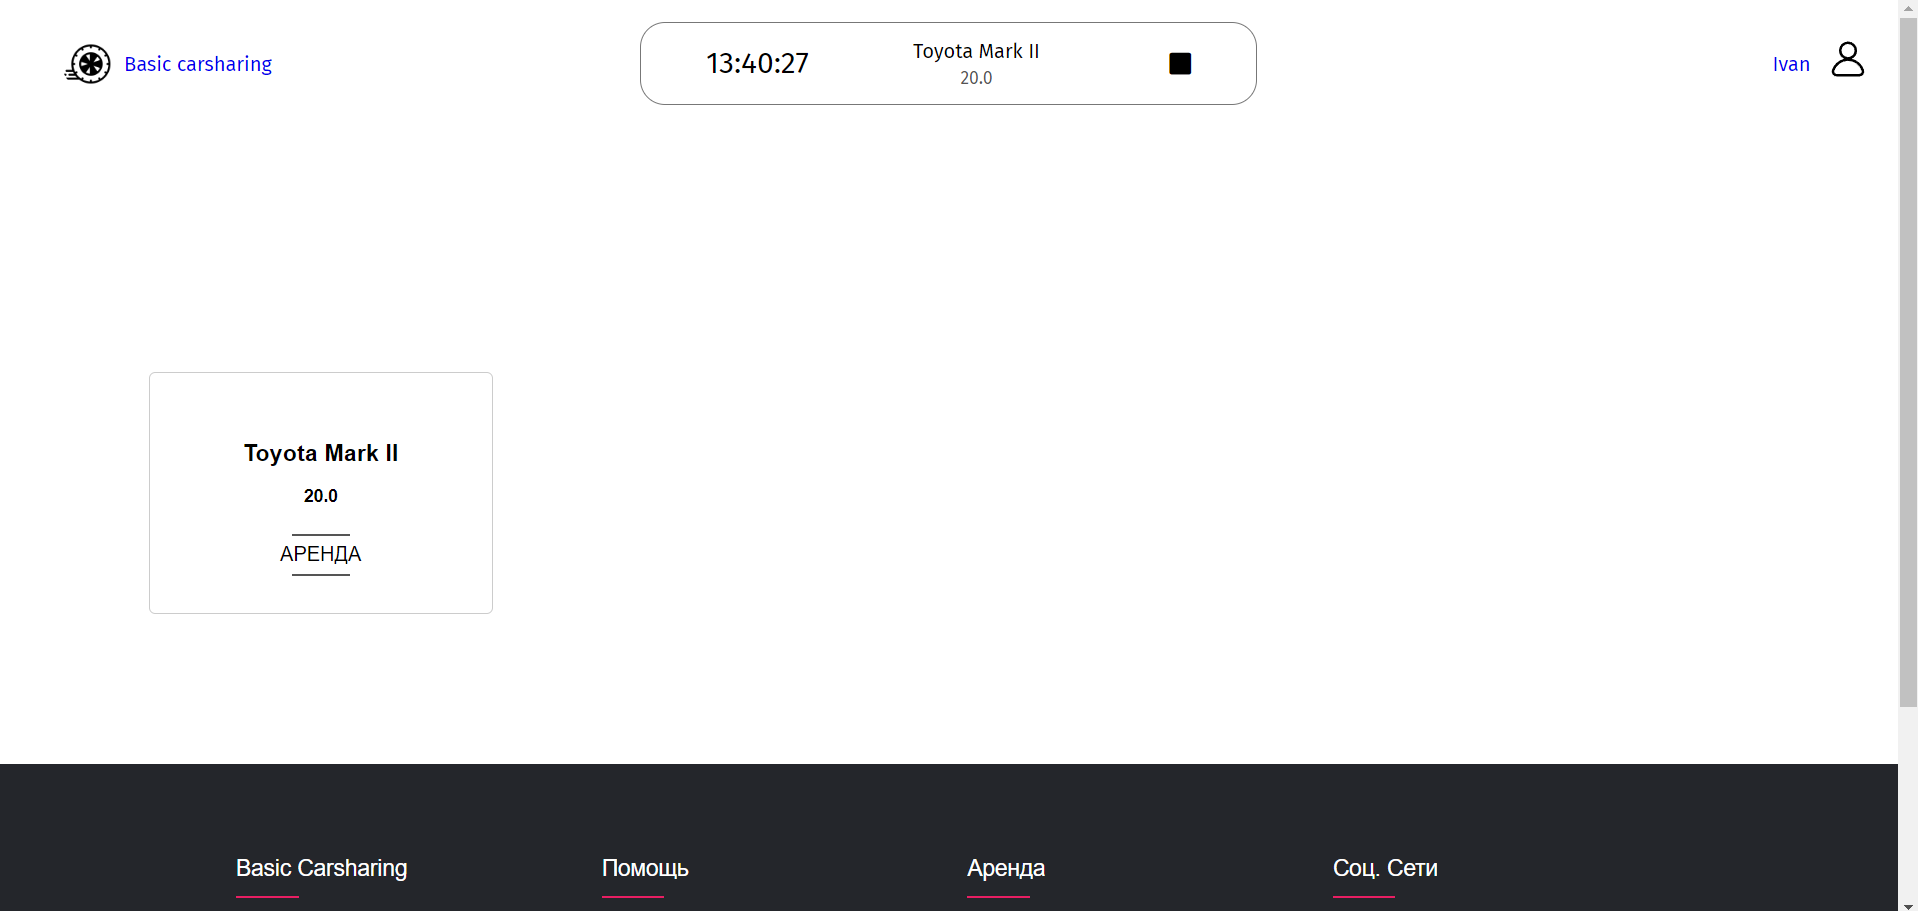 Basic carsharing
13:40:27
Toyota Mark II
20.0
Ivan
Toyota Mark II
20.0
АРЕНДА
Basic Carsharing
Помощь
Аренда
Соц. Сети